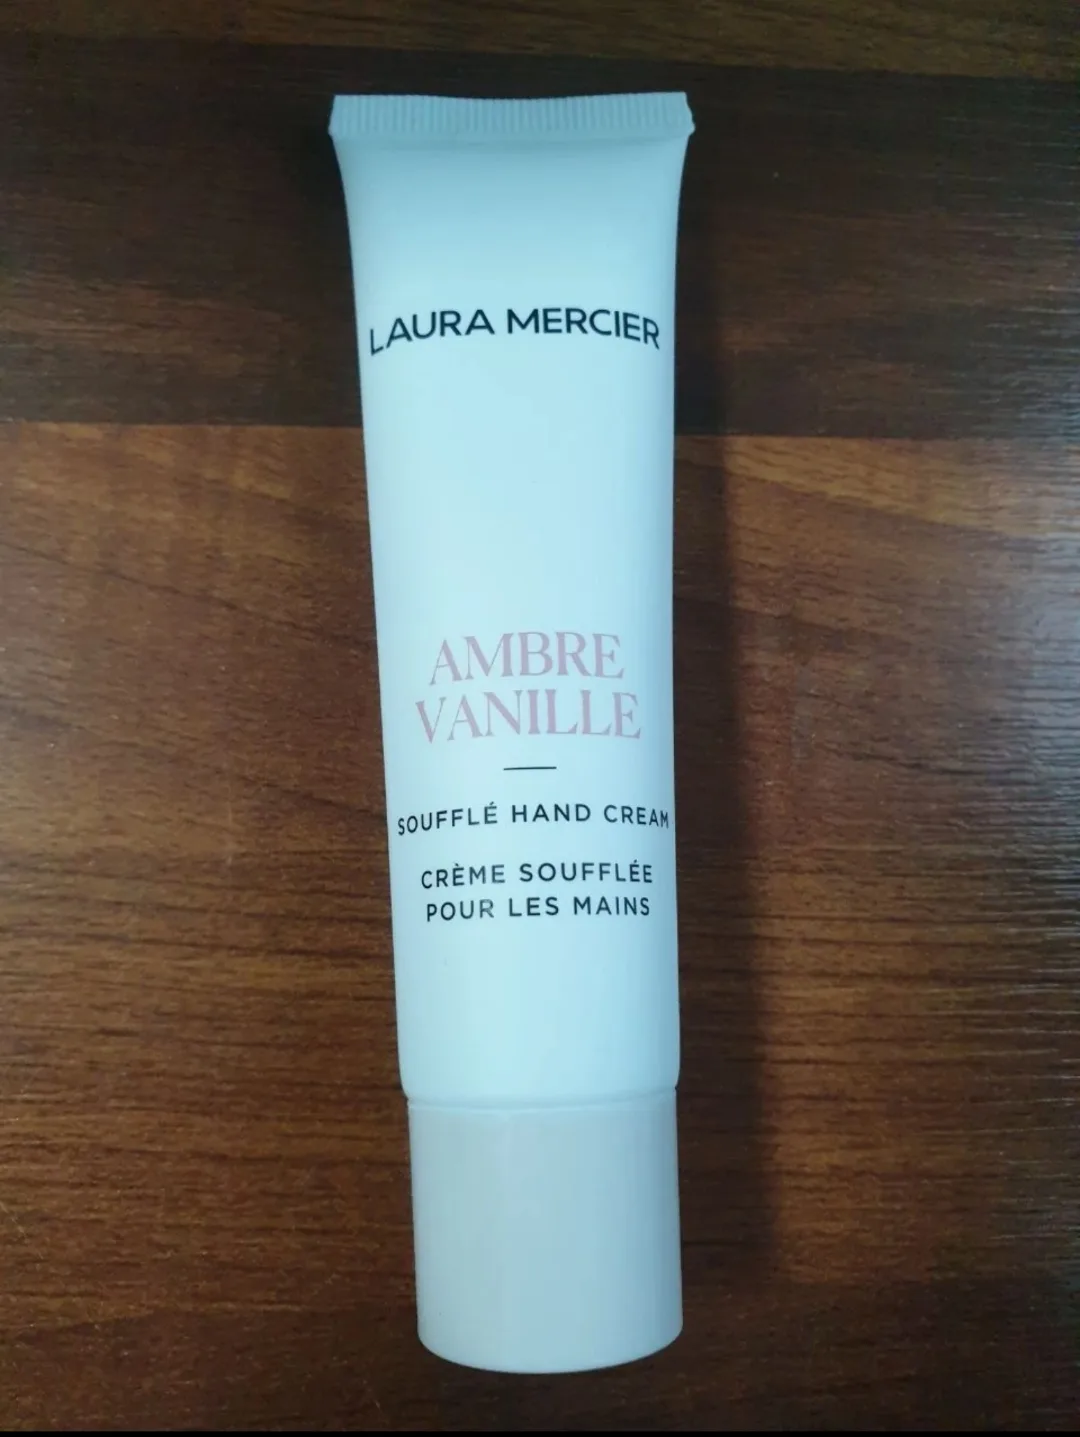 LAURA MERCIER
AMBRE
VANILLE
SOUFFLÉ HAND CREAM
CRÈME SOUFFLÉE
POUR LES MAINS